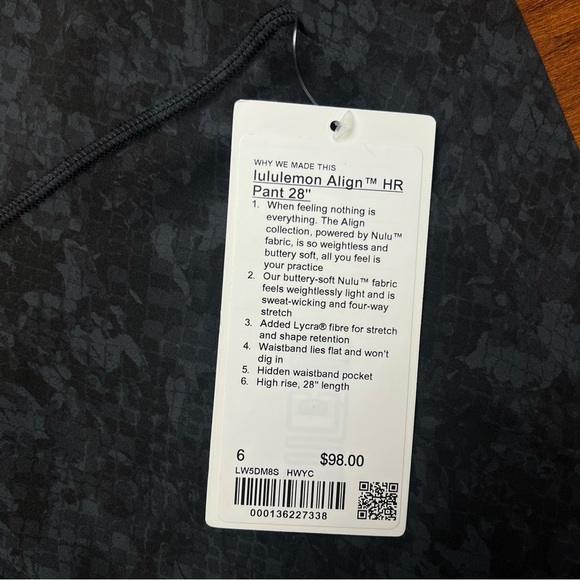 WHY WE MADE THIS
lululemon Align™ HR
Pant 28"
1. When feeling nothing is
everything. The Align
collection, powered by Nulu™
fabric, is so weightless and
buttery soft, all you feel is
your practice
2. Our buttery-soft Nulu™ fabric
feels weightlessly light and is
sweat-wicking and four-way
stretch
3. Added Lycra® fibre for stretch
and shape retention
4. Waistband lies flat and won't
dig in
5. Hidden waistband pocket
6. High rise, 28" length
6 $98.00
LW5DM8S HWYC
000136227338